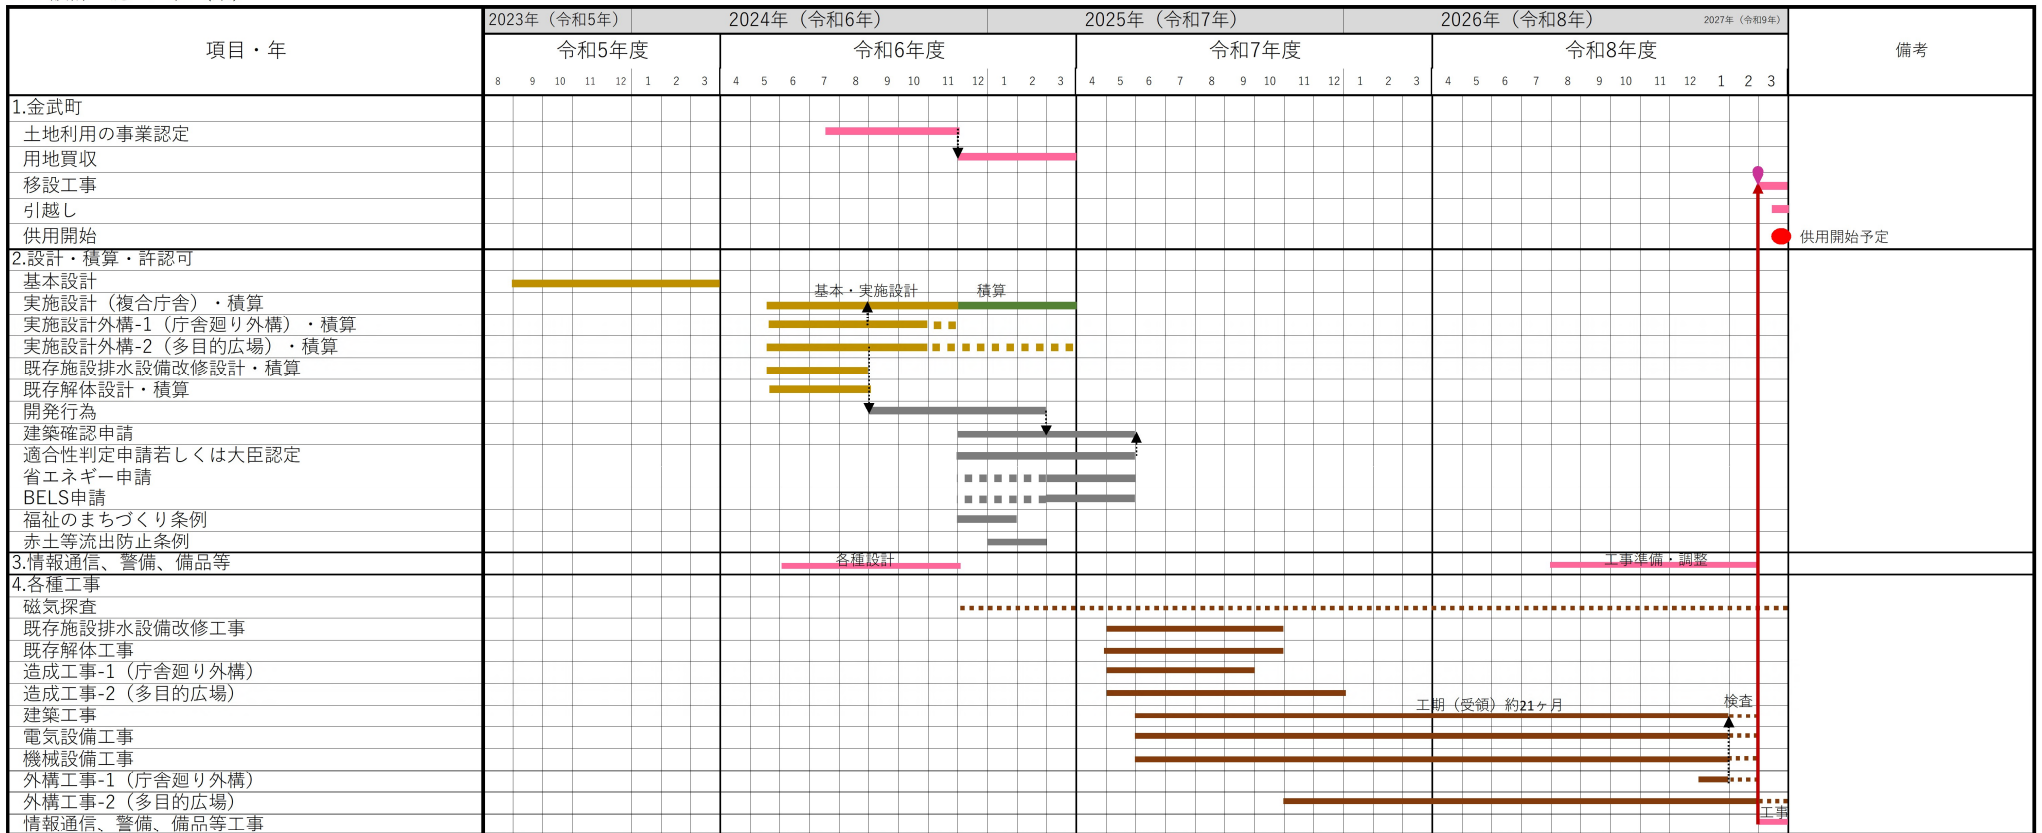 2023年（令和5年） 2024年（令和6年） 2025年（令和7年） 2026年（令和8年） 2027年（令和9年）
項目・年 令和5年度 令和6年度 令和7年度 令和8年度 備考
8 9 10 11 12 1 2 3 4 5 6 7 8 9 10 11 12 1 2 3 4 5 6 7 8 9 10 11 12 1 2 3 4 5 6 7 8 9 10 11 12 1 2 3
1.金武町
土地利用の事業認定
用地買収
移設工事
引越し
供用開始 供用開始予定
2.設計・積算・許認可
基本設計
実施設計（複合庁舎）・積算 基本・実施設計 積算
実施設計外構-1（庁舎廻り外構）・積算
実施設計外構-2（多目的広場）・積算
既存施設排水設備改修設計・積算
既存解体設計・積算
開発行為
建築確認申請
適合性判定申請若しくは大臣認定
省エネギー申請
BELS申請
福祉のまちづくり条例
赤土等流出防止条例
3.情報通信、警備、備品等 各種設計 工事準備・調整
4.各種工事
磁気探査
既存施設排水設備改修工事
既存解体工事
造成工事-1（庁舎廻り外構）
造成工事-2（多目的広場）
建築工事 工期（受領）約21ヶ月 検査
電気設備工事
機械設備工事
外構工事-1（庁舎廻り外構）
外構工事-2（多目的広場）
情報通信、警備、備品等工事 工事